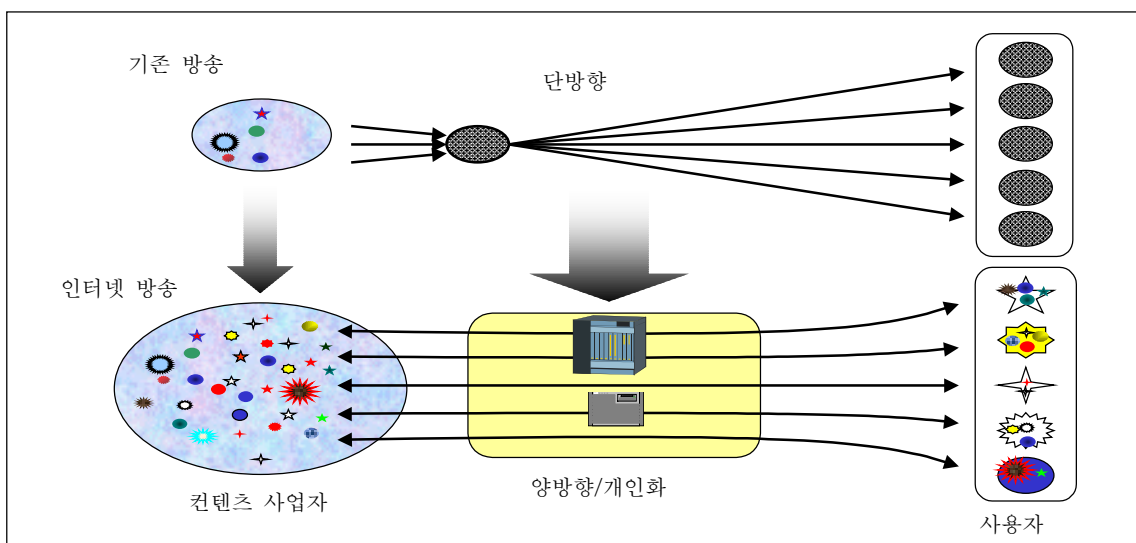 기존 방송
단방향
인터넷 방송
컨텐츠 사업자
양방향/개인화
사용자